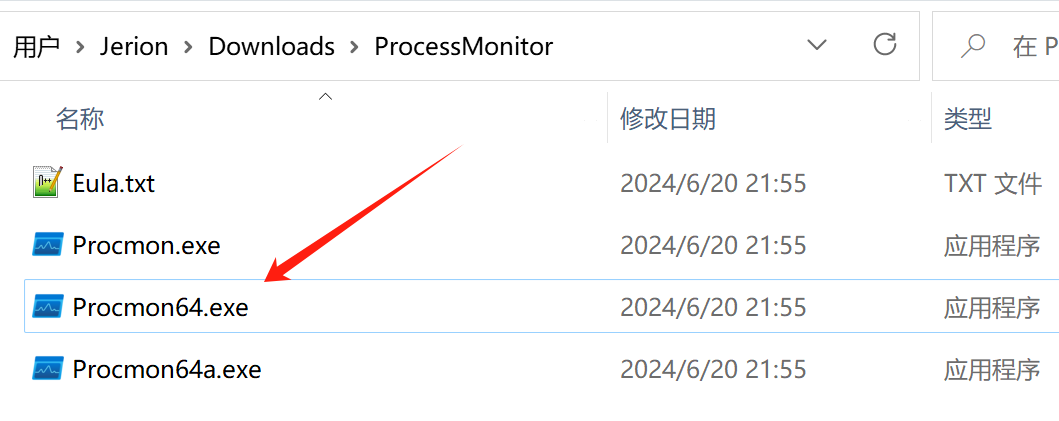 用户 > Jerion > Downloads > ProcessMonitor 在 P
名称 修改日期 类型
Eula.txt 2024/6/20 21:55 TXT 文件
Procmon.exe 2024/6/20 21:55 应用程序
Procmon64.exe 2024/6/20 21:55 应用程序
Procmon64a.exe 2024/6/20 21:55 应用程序